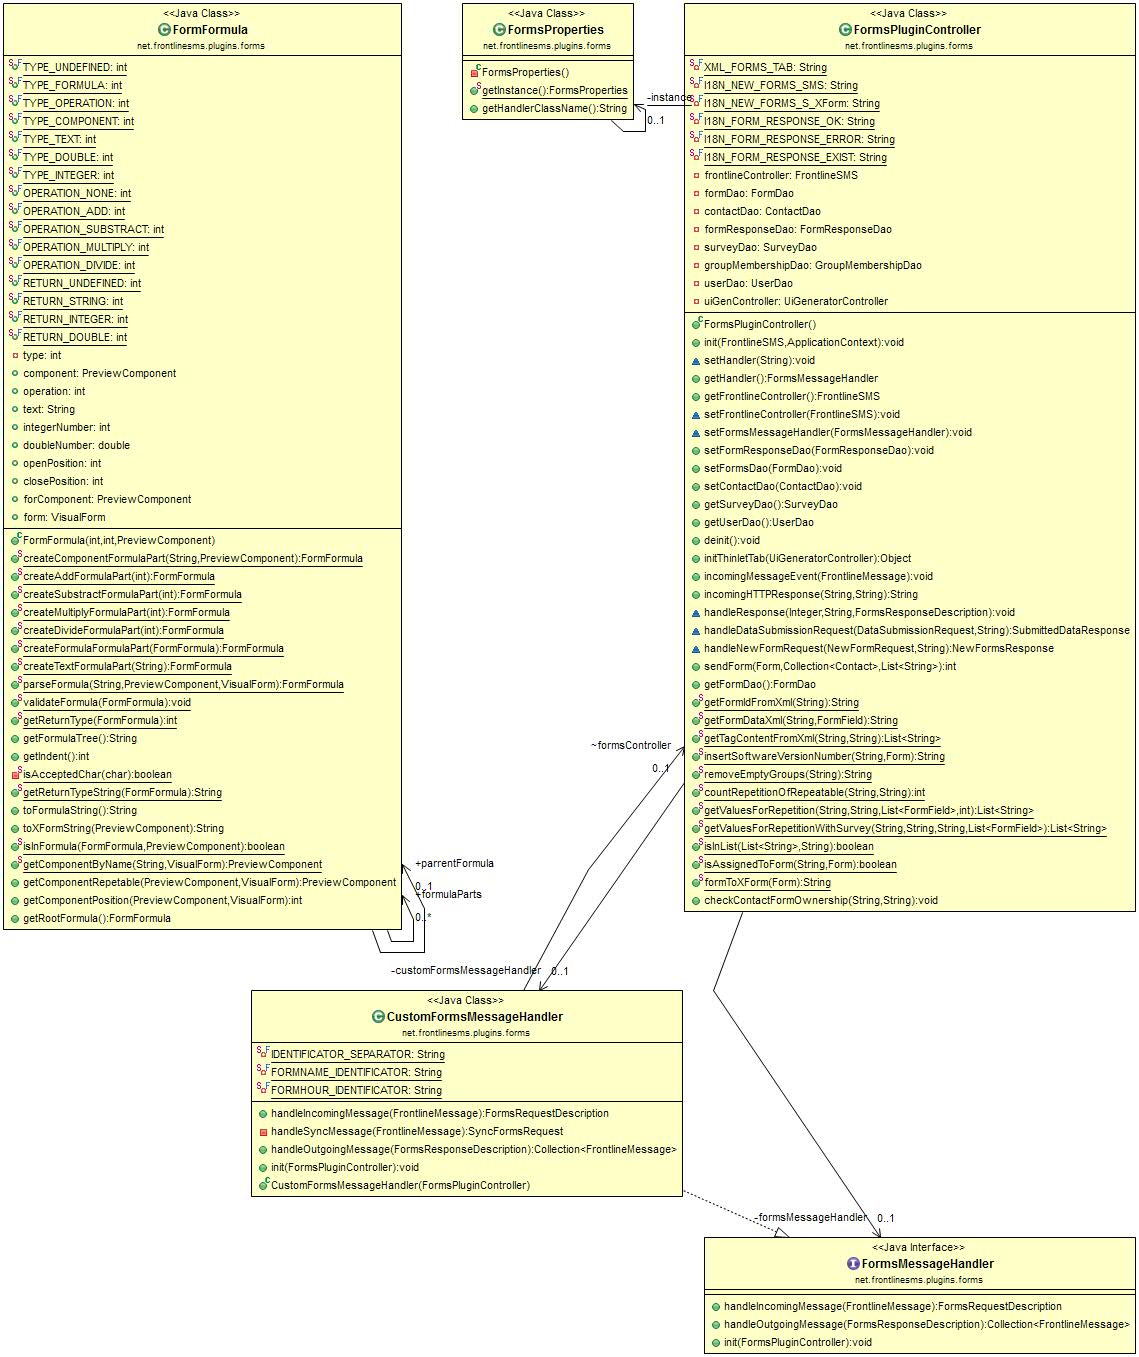 <<Java Class>>
FormFormula
net.frontlinesms.plugins.forms
TYPE_UNDEFINED: int
TYPE_FORMULA: int
TYPE_OPERATION: int
TYPE_COMPONENT: int
TYPE_TEXT: int
TYPE_DOUBLE: int
TYPE_INTEGER: int
OPERATION_NONE: int
OPERATION_ADD: int
OPERATION_SUBSTRACT: int
OPERATION_MULTIPLY: int
OPERATION_DIVIDE: int
RETURN_UNDEFINED: int
RETURN_STRING: int
RETURN_INTEGER: int
RETURN_DOUBLE: int
type: int
component: PreviewComponent
operation: int
text: String
integerNumber: int
doubleNumber: double
openPosition: int
closePosition: int
forComponent: PreviewComponent
form: VisualForm
FormFormula(int,int,PreviewComponent)
createComponentFormulaPart(String,PreviewComponent):FormFormula
createAddFormulaPart(int):FormFormula
createSubstractFormulaPart(int):FormFormula
createMultiplyFormulaPart(int):FormFormula
createDivideFormulaPart(int):FormFormula
createFormulaFormulaPart(FormFormula):FormFormula
createTextFormulaPart(String):FormFormula
parseFormula(String,PreviewComponent,VisualForm):FormFormula
validateFormula(FormFormula):void
getReturnType(FormFormula):int
getFormulaTree():String
getIndent():int
isAcceptedChar(char):boolean
getReturnTypeString(FormFormula):String
toFormulaString():String
toXFormString(PreviewComponent):String
isInFormula(FormFormula,PreviewComponent):boolean
getComponentByName(String,VisualForm):PreviewComponent
getComponentRepetable(PreviewComponent,VisualForm):PreviewComponent
getComponentPosition(PreviewComponent,VisualForm):int
getRootFormula():FormFormula
+parrentFormula
0..1
+formulaParts
0..*
<<Java Class>>
FormsProperties
net.frontlinesms.plugins.forms
FormsProperties()
getInstance():FormsProperties
getHandlerClassName():String
-instance
0..1
<<Java Class>>
FormsPluginController
net.frontlinesms.plugins.forms
XML_FORMS_TAB: String
I18N_NEW_FORMS_SMS: String
I18N_NEW_FORMS_S_XForm: String
I18N_FORM_RESPONSE_OK: String
I18N_FORM_RESPONSE_ERROR: String
I18N_FORM_RESPONSE_EXIST: String
frontlineController: FrontlineSMS
formDao: FormDao
contactDao: ContactDao
formResponseDao: FormResponseDao
surveyDao: SurveyDao
groupMembershipDao: GroupMembershipDao
userDao: UserDao
uiGenController: UiGeneratorController
FormsPluginController()
init(FrontlineSMS,ApplicationContext):void
setHandler(String):void
getHandler():FormsMessageHandler
getFrontlineController():FrontlineSMS
setFrontlineController(FrontlineSMS):void
setFormsMessageHandler(FormsMessageHandler):void
setFormResponseDao(FormResponseDao):void
setFormsDao(FormDao):void
setContactDao(ContactDao):void
getSurveyDao():SurveyDao
getUserDao():UserDao
deinit():void
initThinletTab(UiGeneratorController):Object
incomingMessageEvent(FrontlineMessage):void
incomingHTTPResponse(String,String):String
handleResponse(Integer,String,FormsResponseDescription):void
handleDataSubmissionRequest(DataSubmissionRequest,String):SubmittedDataResponse
handleNewFormRequest(NewFormRequest,String):NewFormsResponse
sendForm(Form,Collection<Contact>,List<String>):int
getFormDao():FormDao
getFormIdFromXml(String):String
getFormDataXml(String,FormField):String
getTagContentFromXml(String,String):List<String>
insertSoftwareVersionNumber(String,Form):String
removeEmptyGroups(String):String
countRepetitionOfRepeatable(String,String):int
getValuesForRepetition(String,String,List<FormField>,int):List<String>
getValuesForRepetitionWithSurvey(String,String,String,List<FormField>):List<String>
isInList(List<String>,String):boolean
isAssignedToForm(String,Form):boolean
formToXForm(Form):String
checkContactFormOwnership(String,String):void
~formsController
0..1
-customFormsMessageHandler
0..1
<<Java Class>>
CustomFormsMessageHandler
net.frontlinesms.plugins.forms
IDENTIFICATOR_SEPARATOR: String
FORMNAME_IDENTIFICATOR: String
FORMHOUR_IDENTIFICATOR: String
handleIncomingMessage(FrontlineMessage):FormsRequestDescription
handleSyncMessage(FrontlineMessage):SyncFormsRequest
handleOutgoingMessage(FormsResponseDescription):Collection<FrontlineMessage>
init(FormsPluginController):void
CustomFormsMessageHandler(FormsPluginController)
-formsMessageHandler
0..1
<<Java Interface>>
FormsMessageHandler
net.frontlinesms.plugins.forms
handleIncomingMessage(FrontlineMessage):FormsRequestDescription
handleOutgoingMessage(FormsResponseDescription):Collection<FrontlineMessage>
init(FormsPluginController):void